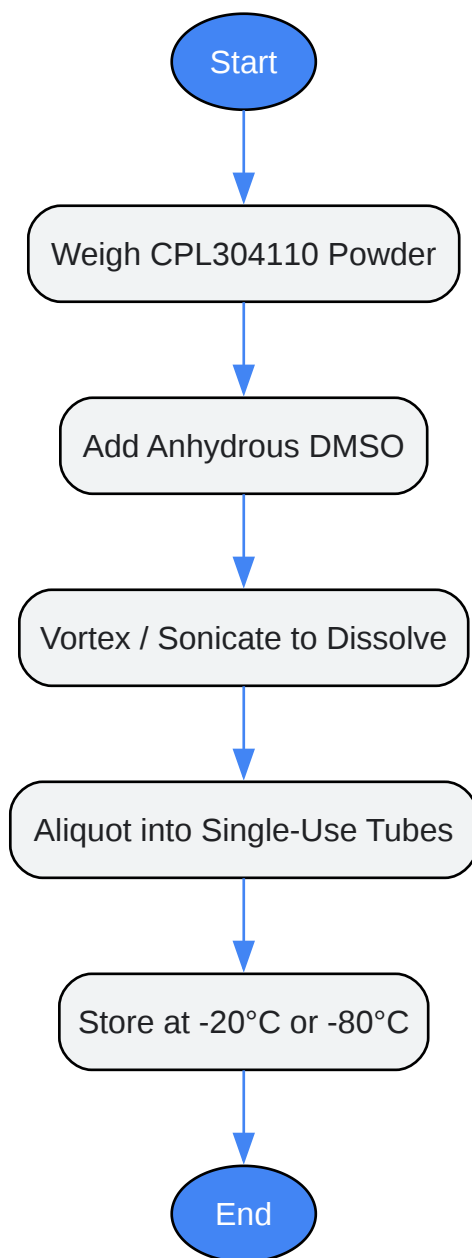 Start
Weigh CPL304110 Powder
Add Anhydrous DMSO
Vortex / Sonicate to Dissolve
Aliquot into Single-Use Tubes
Store at -20°C or -80°C
End